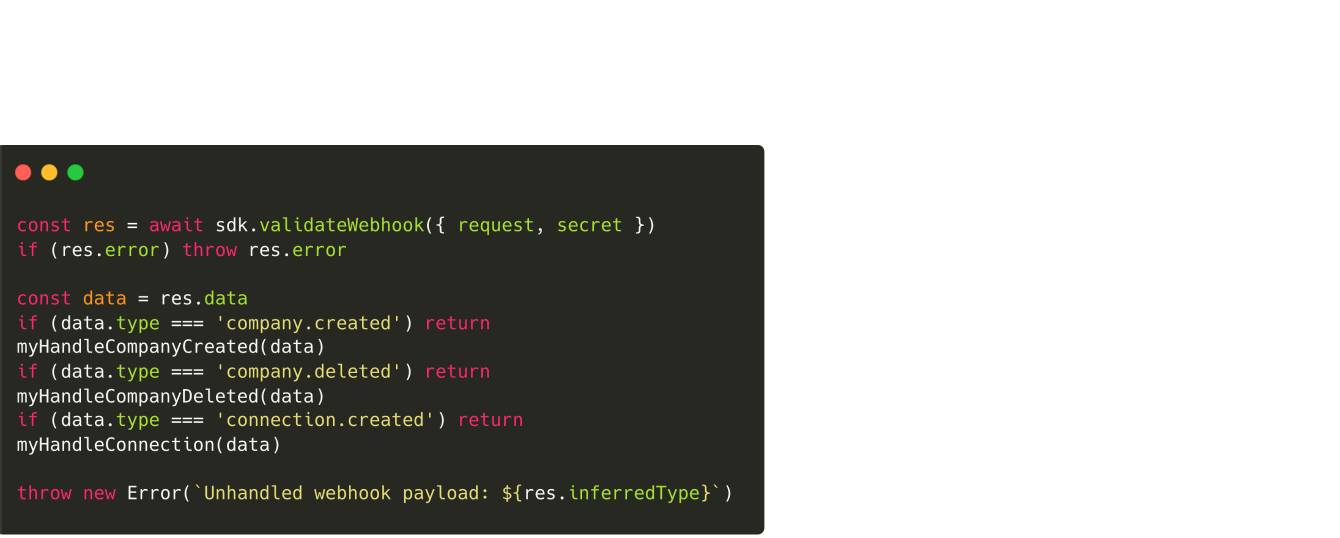 const res = await sdk.validateWebhook({ request, secret })
if (res.error) throw res.error
const data = res.data
if (data.type === 'company.created') return
myHandleCompanyCreated(data)
if (data.type === 'company.deleted') return
myHandleCompanyDeleted(data)
if (data.type === 'connection.created') return
myHandleConnection(data)
throw new Error(`Unhandled webhook payload: ${res.inferredType}`)